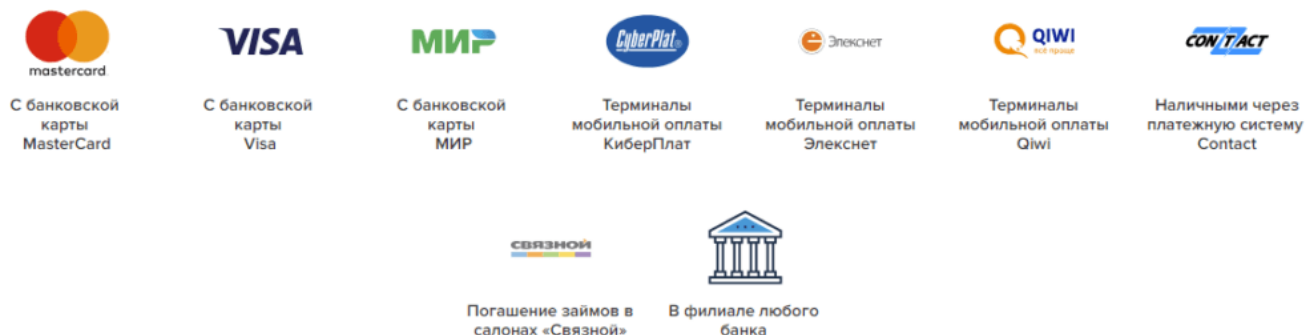 mastercard
VISA
МИР
CyberPlat®
Элекснет
QIWI
всё проще
CONTACT
С банковской
карты
MasterCard
С банковской
карты
Visa
С банковской
карты
МИР
Терминалы
мобильной оплаты
КиберПлат
Терминалы
мобильной оплаты
Элекснет
Терминалы
мобильной оплаты
Qiwi
Наличными через
платежную систему
Contact
СВЯЗНОЙ
Погашение займов в
салонах «Связной»
В филиале любого
банка